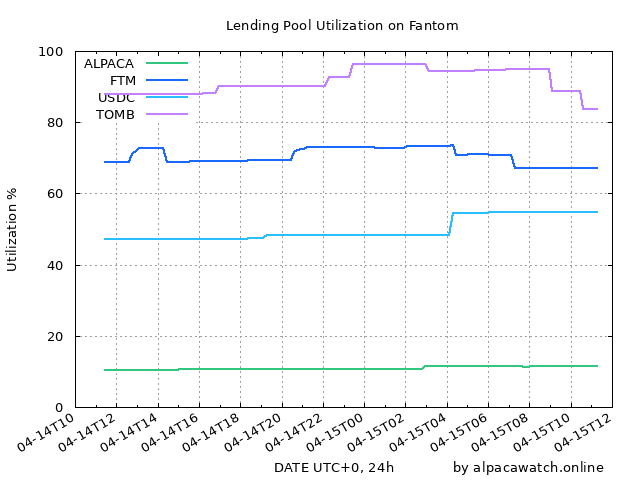 Lending Pool Utilization on Fantom
Utilization %
100
80
60
40
20
0
ALPACA
FTM
USDC
TOMB
04-14T10
04-14T12
04-14T14
04-14T16
04-14T18
04-14T20
04-14T22
04-15T00
04-15T02
04-15T04
04-15T06
04-15T08
04-15T10
04-15T12
DATE UTC+0, 24h
by alpacawatch.online